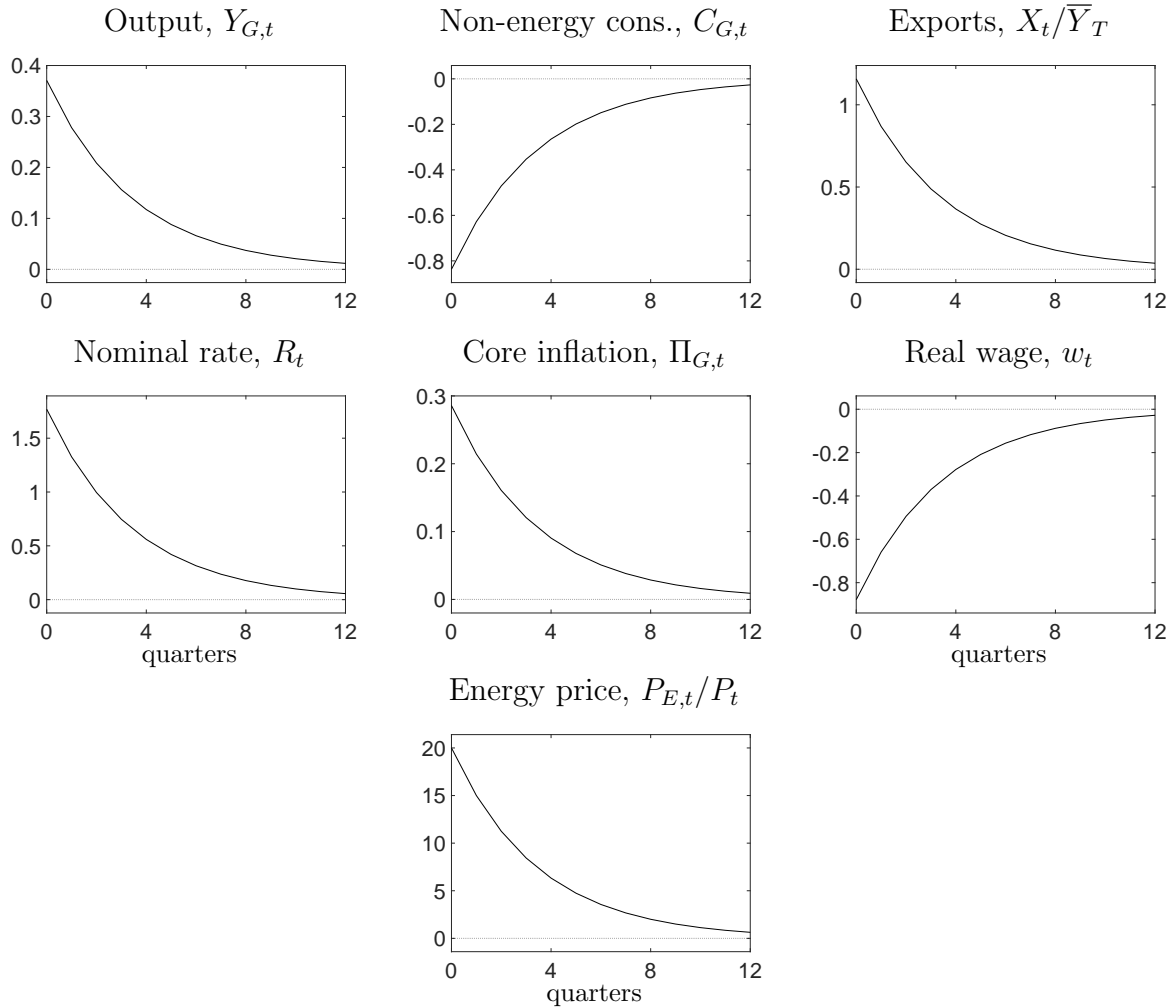 Output, Y_{G,t}
Non-energy cons., C_{G,t}
Exports, X_t/\overline{Y}_T
0.4
0.3
0.2
0.1
0
0 4 8 12
0
-0.2
-0.4
-0.6
-0.8
0 4 8 12
1
0.5
0
0 4 8 12
Nominal rate, R_t
Core inflation, Π_{G,t}
Real wage, w_t
1.5
1
0.5
0
0 4 8 12
quarters
0.3
0.2
0.1
0
0 4 8 12
0
-0.2
-0.4
-0.6
-0.8
0 4 8 12
quarters
Energy price, P_{E,t}/P_t
20
15
10
5
0
0 4 8 12
quarters